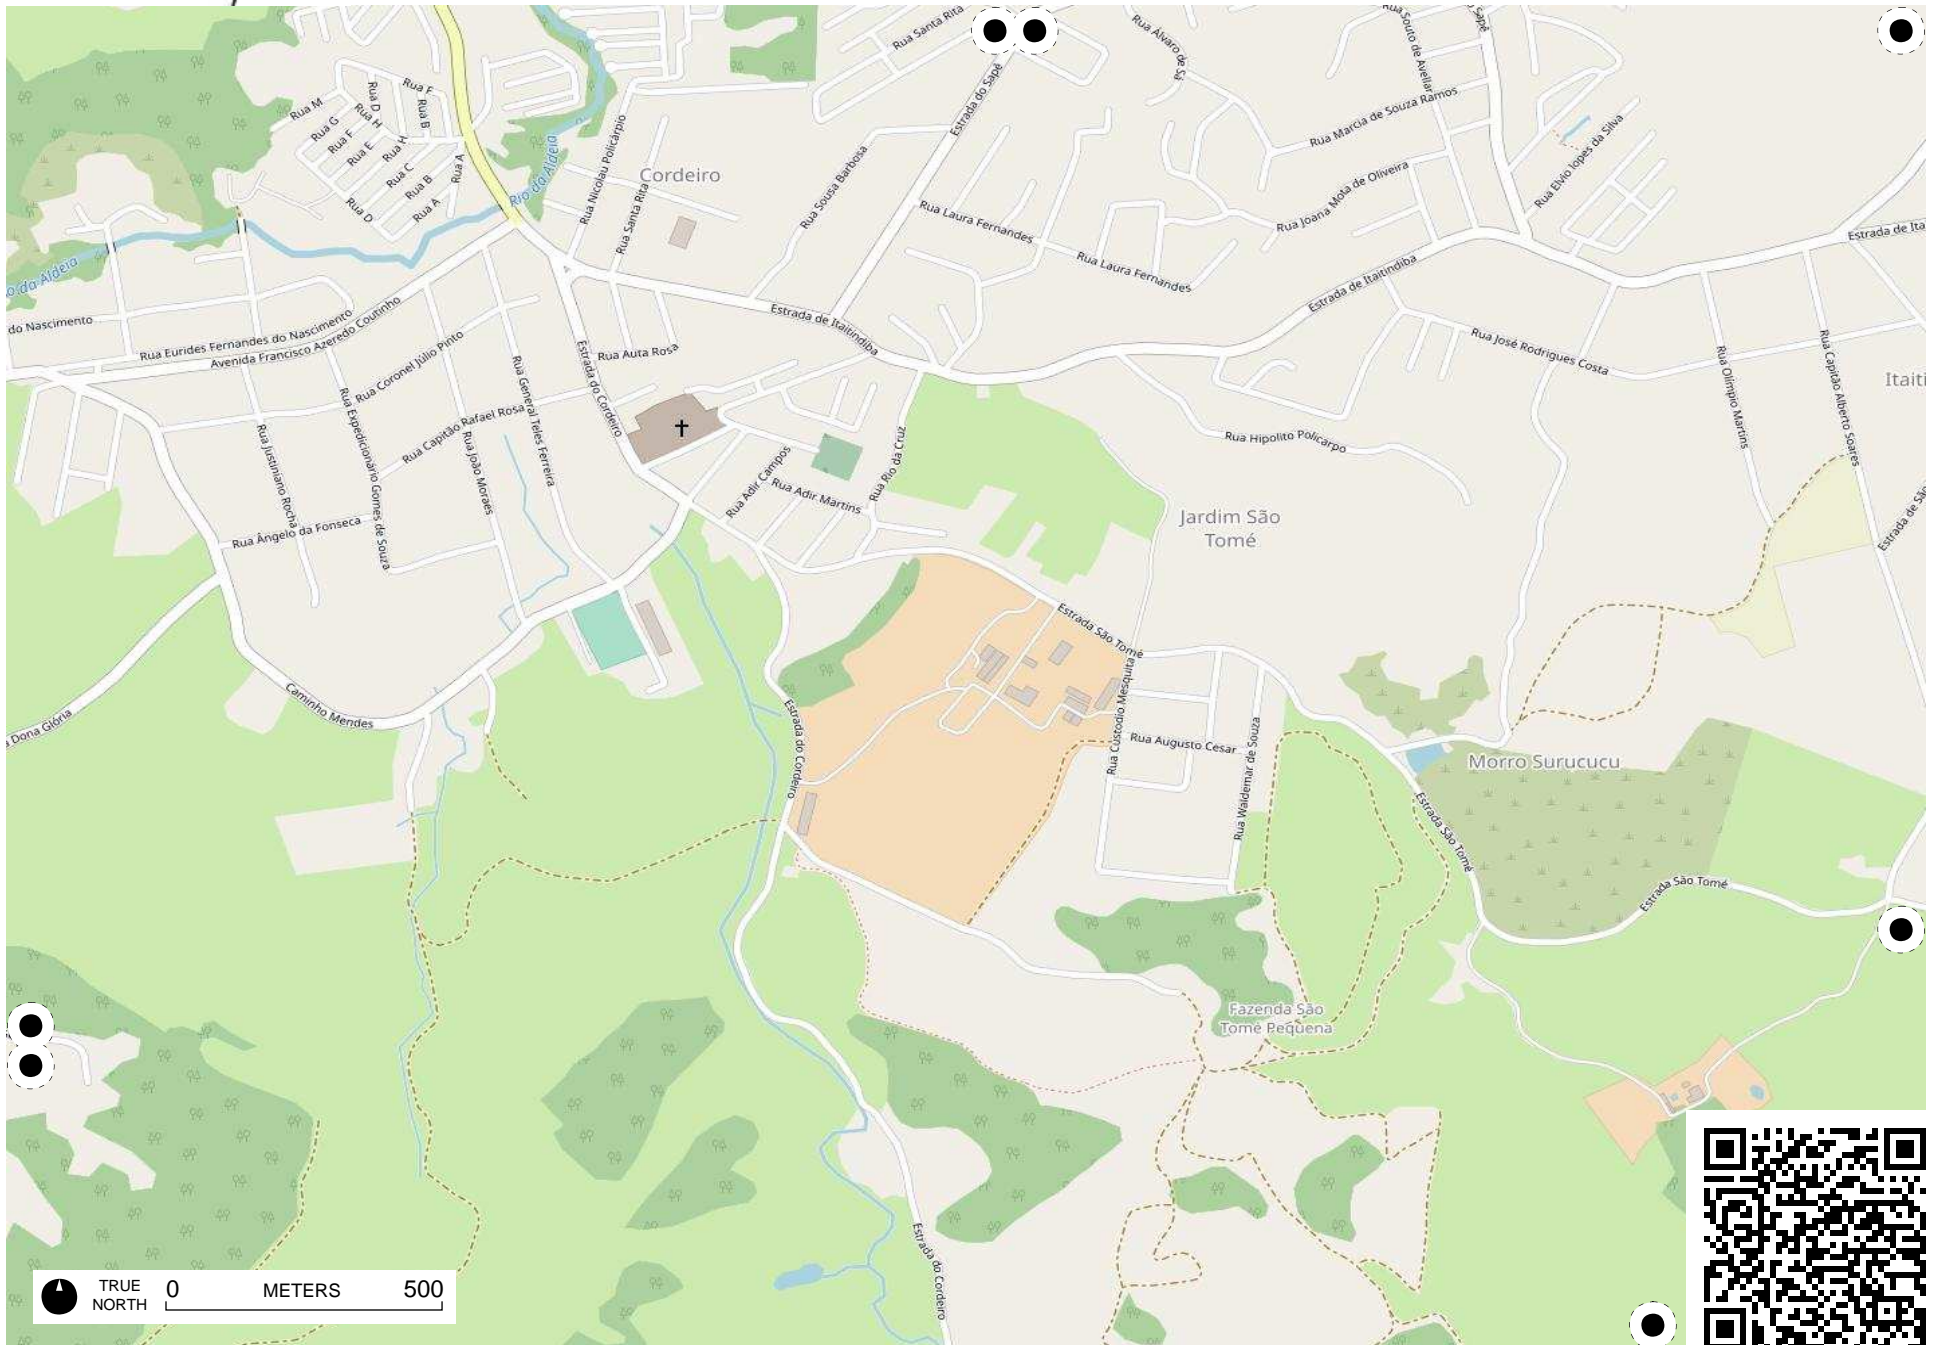 Rua Santa Rita
Rua Álvaro de Sá
Rua Souto de Avellar
Sapé
Rua M
Rua D
Rua F
Rua B
Rua H
Rua G
Rua F
Rua E
Rua H
Rua C
Rua B
Rua A
Rua A
Rua D
Rio da Aldeia
Rua Nicolau Policárpio
Rua Santa Rita
Cordeiro
Estrada do Sapé
Rua Sousa Barbosa
Rua Marcia de Souza Ramos
Rua Joana Mota de Oliveira
Rua Elvio lopes da Silva
Rua Laura Fernandes
Rua Laura Fernandes
Estrada de Ita
o da Aldeia
do Nascimento
Rua Eurides Fernandes do Nascimento
Avenida Francisco Azeredo Coutinho
Rua Coronel Júlio Pinto
Estrada de Itaitindiba
Estrada de Itaitindiba
Rua Auta Rosa
Estrada do Cordeiro
Rua José Rodrigues Costa
Rua Olímpio Martins
Rua Capitão Alberto Soares
Itaiti
Rua General Teles Ferreira
Rua Expedicionário Gomes de Souza
Rua Capitão Rafael Rosa
Rua Justiniano Rocha
Rua João Moraes
Rua Hipolito Policarpo
Rua Rio da Cruz
Rua Adir Campos
Rua Adir Martins
Rua Ângelo da Fonseca
Jardim São
Tomé
Estrada de São
Estrada São Tomé
Rua Custodio Mesquita
Caminho Mendes
a Dona Glória
Estrada do Cordeiro
Rua Augusto Cesar
Rua Waldemar de Souza
Morro Surucucu
Estrada São Tomé
Estrada São Tomé
Fazenda São
Tomé Pequena
Estrada do Cordeiro
TRUE
NORTH
0 METERS 500